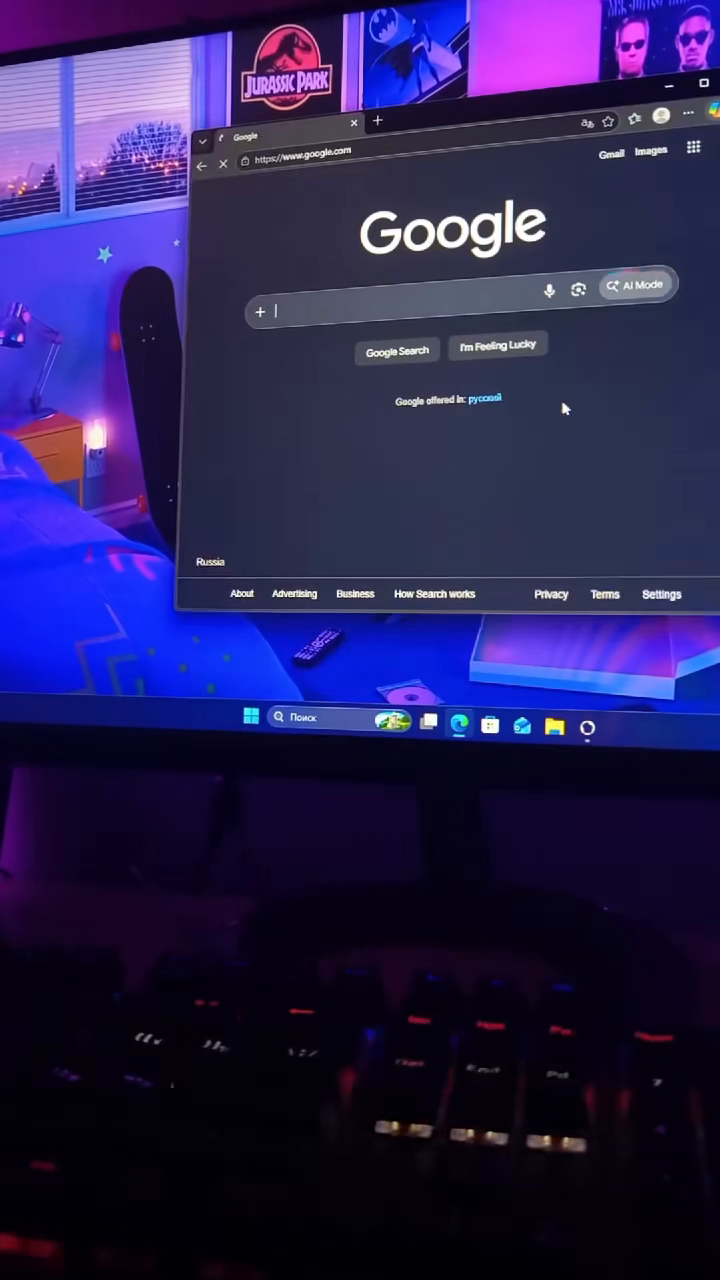 JURASSIC PARK
Google
https://www.google.com
Gmail Images
Google
AI Mode
Google Search I'm Feeling Lucky
Google offered in: русский
Russia
About Advertising Business How Search works Privacy Terms Settings
Поиск
End